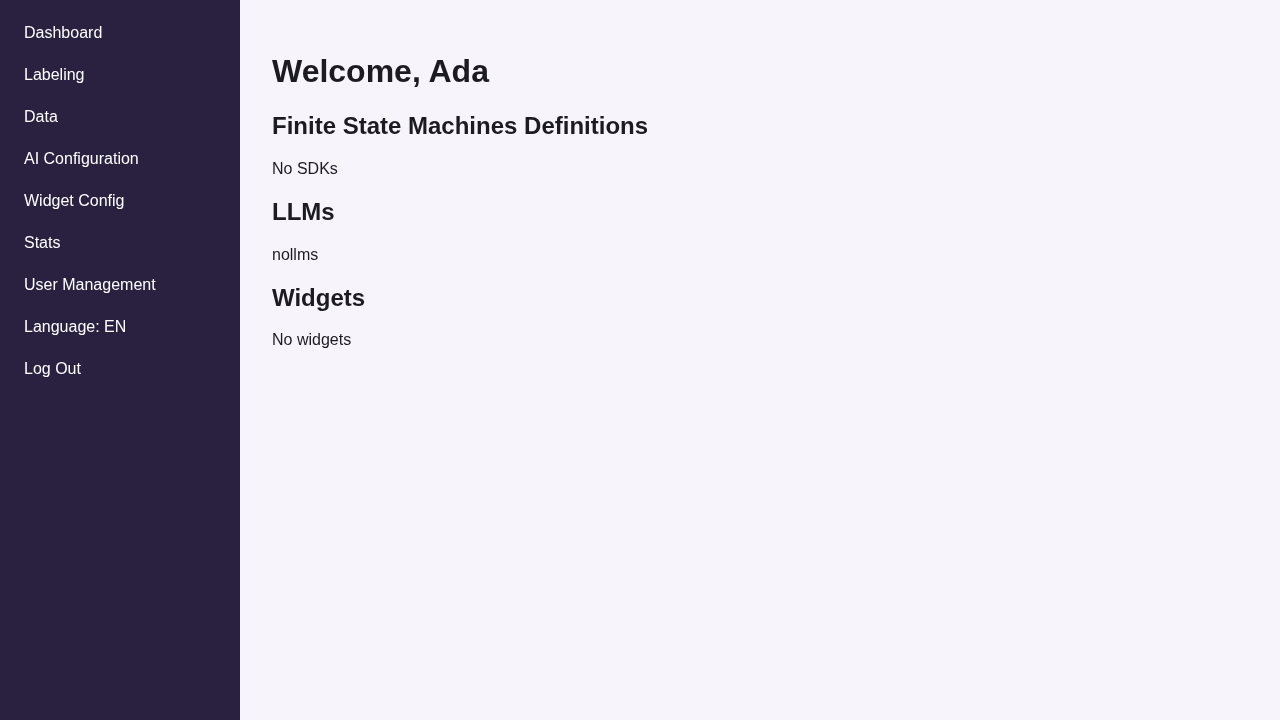 Dashboard
Labeling
Data
AI Configuration
Widget Config
Stats
User Management
Language: EN
Log Out
Welcome, Ada
Finite State Machines Definitions
No SDKs
LLMs
nollms
Widgets
No widgets